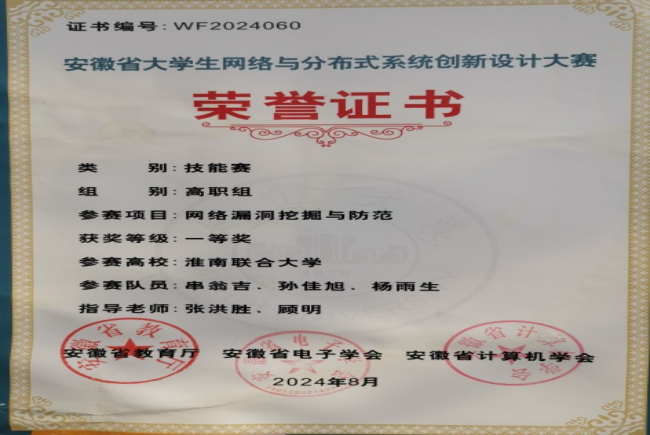 证书编号: WF2024060
安徽省大学生网络与分布式系统创新设计大赛
荣誉证书
类 别: 技能赛
组 别: 高职组
参赛项目: 网络漏洞挖掘与防范
获奖等级: 一等奖
参赛高校: 淮南联合大学
参赛队员: 串翁吉、孙佳旭、杨雨生
指导老师: 张洪胜、顾明
安徽省教育厅 安徽省电子学会 安徽省计算机学会
2024年8月